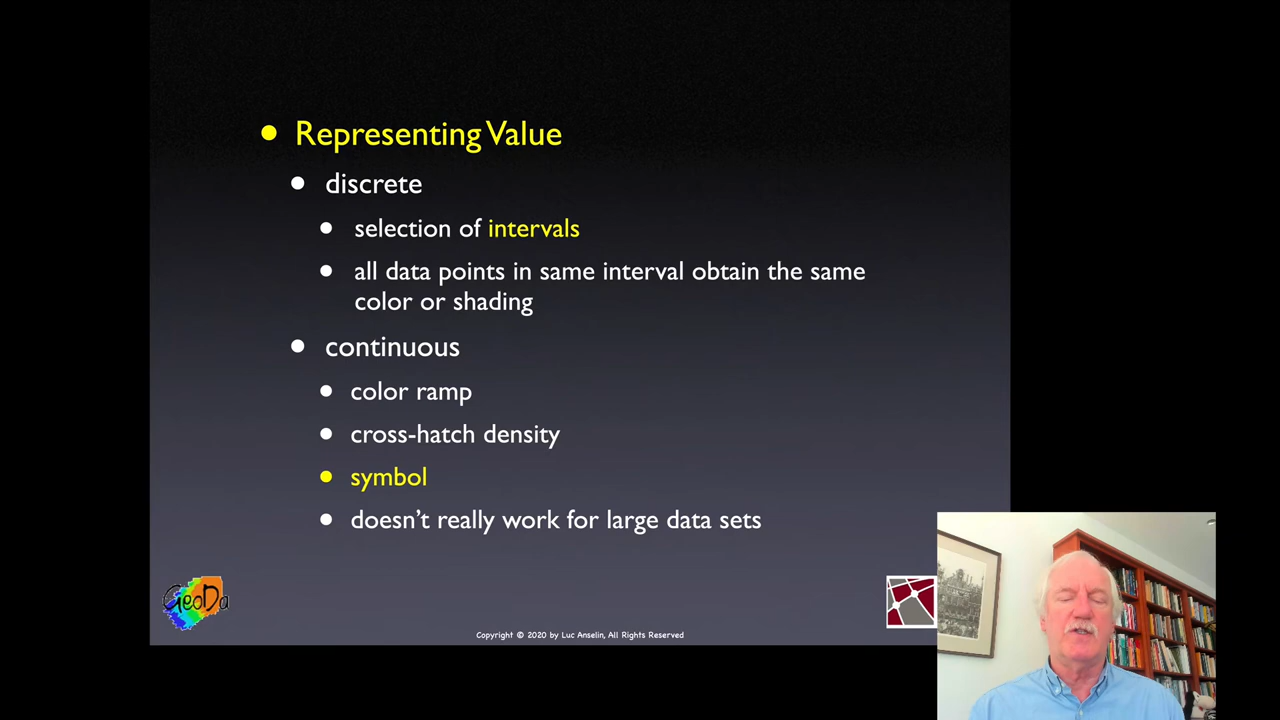 Representing Value
discrete
selection of intervals
all data points in same interval obtain the same
color or shading
continuous
color ramp
cross-hatch density
symbol
doesn't really work for large data sets
GeoDa
Copyright © 2020 by Luc Anselin, All Rights Reserved